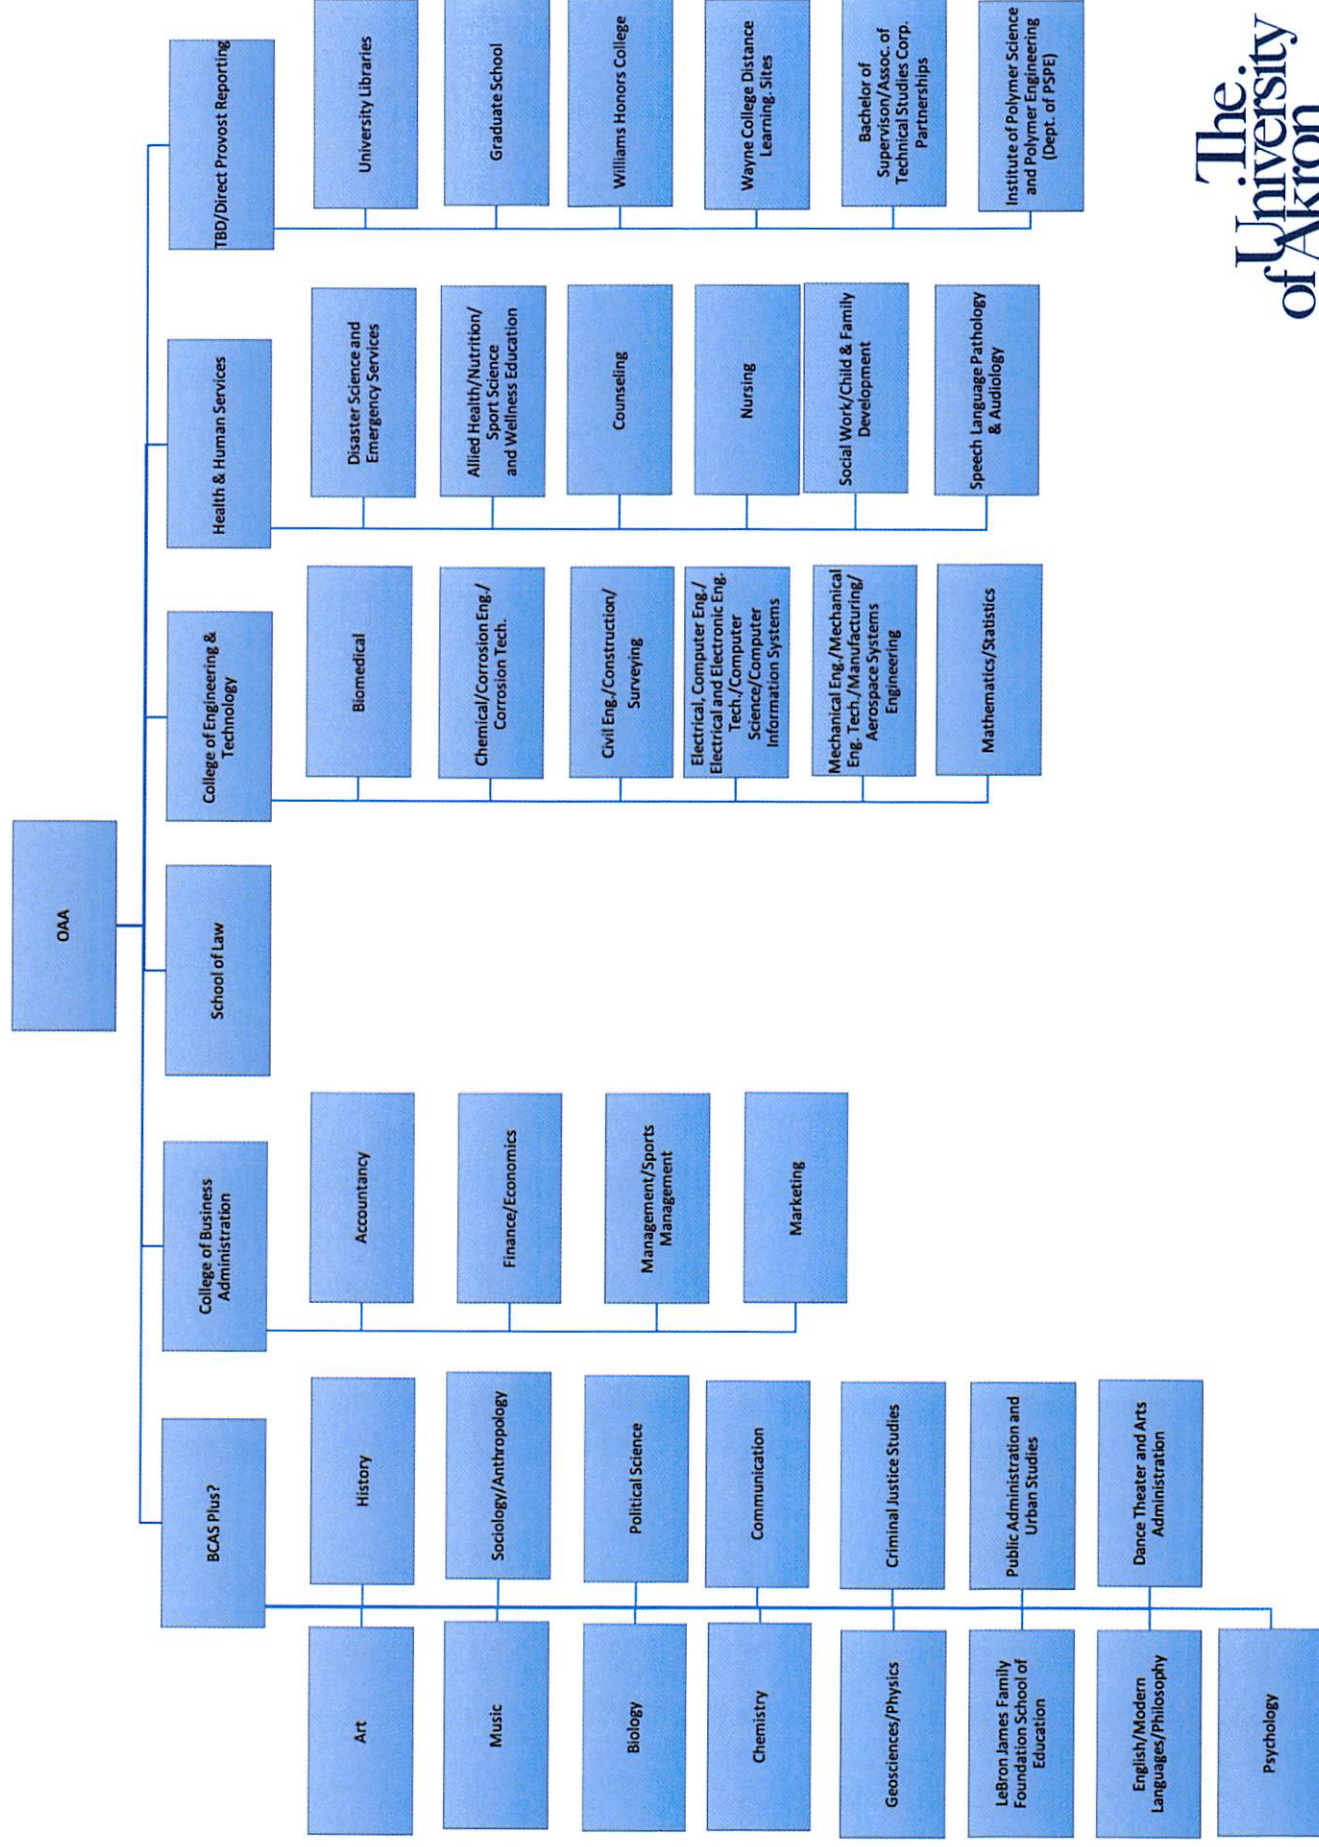 OAA
BCAS Plus?
Art
History
Music
Sociology/Anthropology
Biology
Political Science
Chemistry
Communication
Geosciences/Physics
Criminal Justice Studies
LeBron James Family
Foundation School of
Education
Public Administration and
Urban Studies
English/Modern
Languages/Philosophy
Dance Theater and Arts
Administration
Psychology
College of Business
Administration
Accountancy
Finance/Economics
Management/Sports
Management
Marketing
School of Law
College of Engineering &
Technology
Biomedical
Chemical/Corrosion Eng./
Corrosion Tech.
Civil Eng./Construction/
Surveying
Electrical, Computer Eng./
Electrical and Electronic Eng.
Tech./Computer
Science/Computer
Information Systems
Mechanical Eng./Mechanical
Eng. Tech./Manufacturing/
Aerospace Systems
Engineering
Mathematics/Statistics
Health & Human Services
Disaster Science and
Emergency Services
Allied Health/Nutrition/
Sport Science
and Wellness Education
Counseling
Nursing
Social Work/Child & Family
Development
Speech Language Pathology
& Audiology
TBD/Direct Provost Reporting
University Libraries
Graduate School
Williams Honors College
Wayne College Distance
Learning. Sites
Bachelor of
Supervison/Assoc. of
Technical Studies Corp.
Partnerships
Institute of Polymer Science
and Polymer Engineering
(Dept. of PSPE)
The
University
of Akron